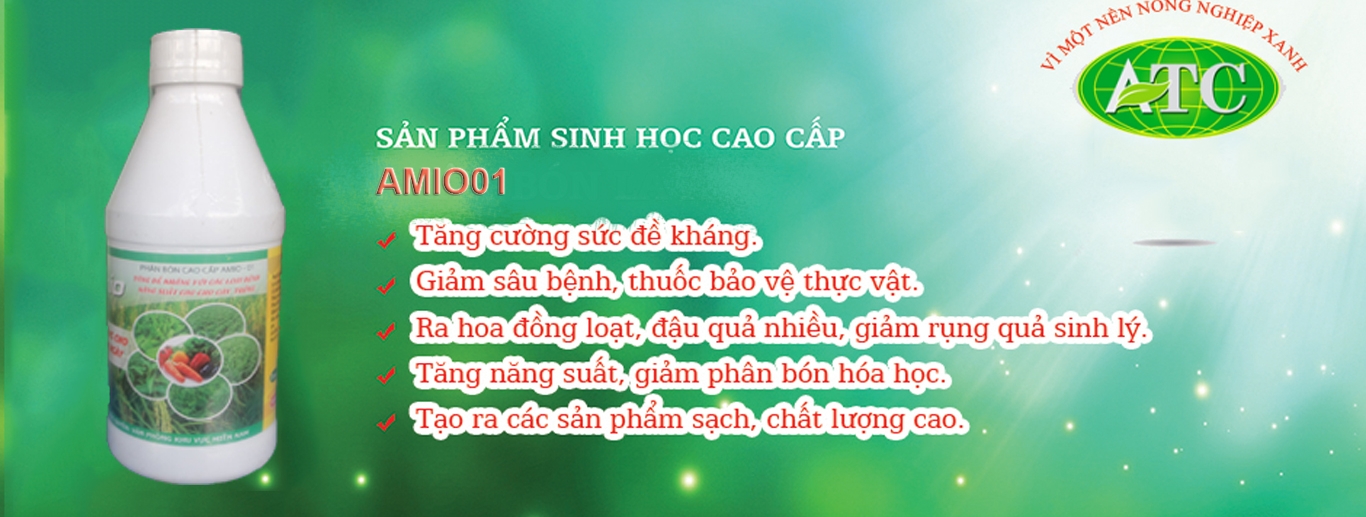 VÌ MỘT NỀN NÔNG NGHIỆP XANH
ATC
SẢN PHẨM SINH HỌC CAO CẤP
AMIO01
Tăng cường sức đề kháng.
Giảm sâu bệnh, thuốc bảo vệ thực vật.
Ra hoa đồng loạt, đậu quả nhiều, giảm rụng quả sinh lý.
Tăng năng suất, giảm phân bón hóa học.
Tạo ra các sản phẩm sạch, chất lượng cao.
PHÂN BÓN CAO CẤP AMIO - 01